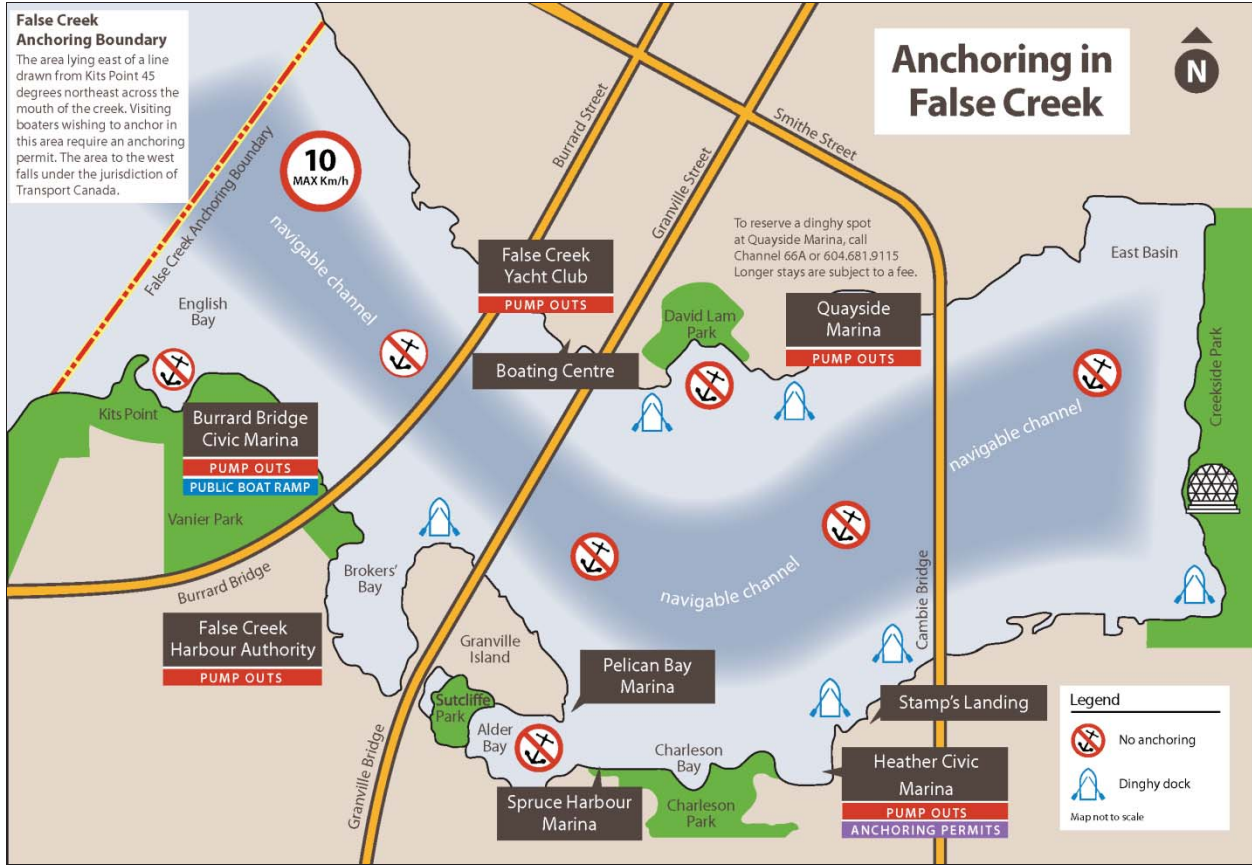 False Creek
Anchoring Boundary
The area lying east of a line
drawn from Kits Point 45
degrees northeast across the
mouth of the creek. Visiting
boaters wishing to anchor in
this area require an anchoring
permit. The area to the west
falls under the jurisdiction of
Transport Canada.
Anchoring in
False Creek
N
10
MAX Km/h
False Creek Anchoring Boundary
navigable channel
Burrard Street
Granville Street
Smithe Street
To reserve a dinghy spot
at Quayside Marina, call
Channel 66A or 604.681.9115
Longer stays are subject to a fee.
East Basin
False Creek
Yacht Club
PUMP OUTS
English
Bay
David Lam
Park
Quayside
Marina
PUMP OUTS
Boating Centre
Creekside Park
Kits Point
Burrard Bridge
Civic Marina
PUMP OUTS
PUBLIC BOAT RAMP
navigable channel
Vanier Park
Burrard Bridge
Brokers'
Bay
navigable channel
Cambie Bridge
False Creek
Harbour Authority
PUMP OUTS
Granville
Island
Pelican Bay
Marina
Sutcliffe
Park
Alder
Bay
Stamp's Landing
Granville Bridge
Charleson
Bay
Heather Civic
Marina
PUMP OUTS
ANCHORING PERMITS
Spruce Harbour
Marina
Charleson
Park
Legend
No anchoring
Dinghy dock
Map not to scale